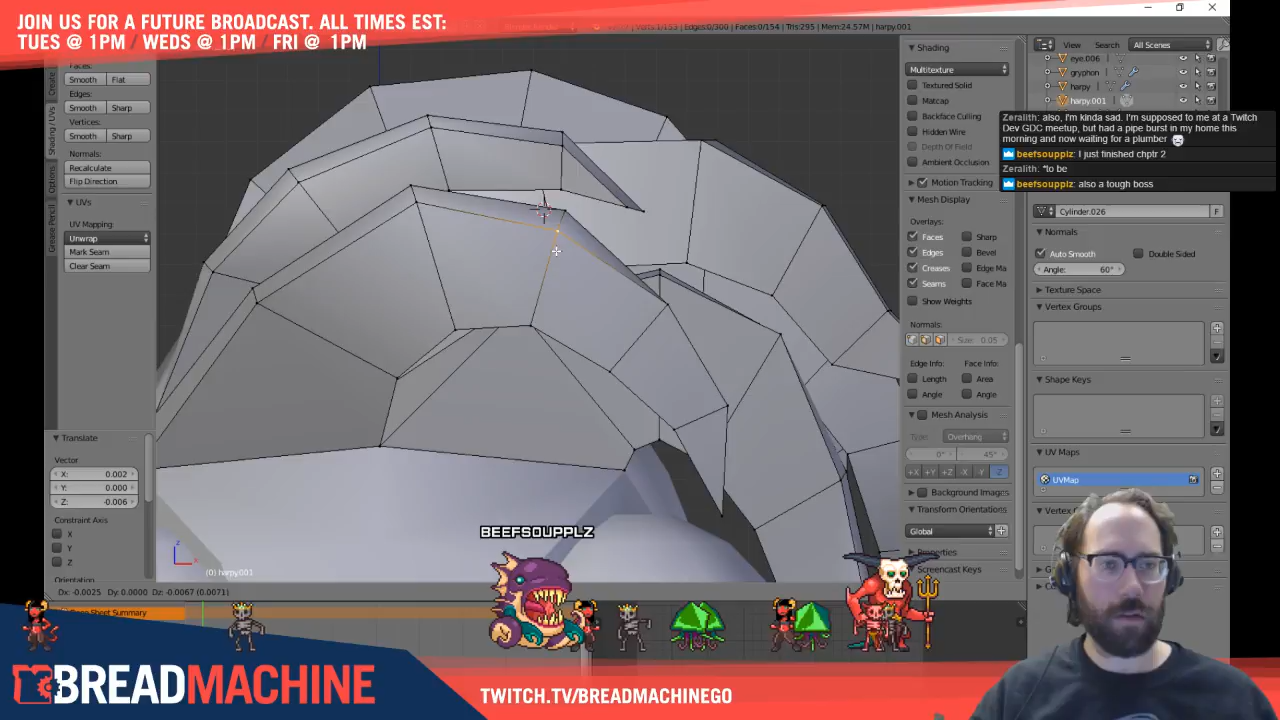 JOIN US FOR A FUTURE BROADCAST. ALL TIMES EST:
TUES @ 1PM / WEDS @ 1PM / FRI @ 1PM
Verts:1/153 | Edges:0/300 | Faces:0/154 | Tris:295 | Mem:24.57M | harpy.001
Faces:
Smooth Flat
Edges:
Smooth Sharp
Vertices:
Smooth Sharp
Normals:
Recalculate
Flip Direction
UVs
UV Mapping:
Unwrap
Mark Seam
Clear Seam
Create
Shading / UVs
Options
Grease Pencil
Translate
Vector
X: 0.002
Y: 0.000
Z: -0.006
Constraint Axis
X
Y
Z
Orientation
(0) harpy.001
Dx: -0.0025 Dy: 0.0000 Dz: -0.0067 (0.0071)
Shading
Multitexture
Textured Solid
Matcap
Backface Culling
Hidden Wire
Depth Of Field
Ambient Occlusion
Motion Tracking
Mesh Display
Overlays:
Faces Sharp
Edges Bevel
Creases Edge Ma
Seams Face Ma
Show Weights
Normals:
Size: 0.05
Edge Info: Face Info:
Length Area
Angle Angle
Mesh Analysis
Type: Overhang
0° 45°
+X +Y +Z -X -Y -Z
Background Images
Transform Orientations
Global
Properties
Screencast Keys
View Search All Scenes
eye.006
gryphon
harpy
harpy.001
Zeralith: also, I'm kinda sad. I'm supposed to me at a Twitch
Dev GDC meetup, but had a pipe burst in my home this
morning and now waiting for a plumber
beefsoupplz: I just finished chptr 2
Zeralith: *to be
beefsoupplz: also a tough boss
Cylinder.026 F
Normals
Auto Smooth Double Sided
Angle: 60°
Texture Space
Vertex Groups
Shape Keys
UV Maps
UVMap
BEEFSOUPPLZ
Summary
BREADMACHINE
TWITCH.TV/BREADMACHINEGO